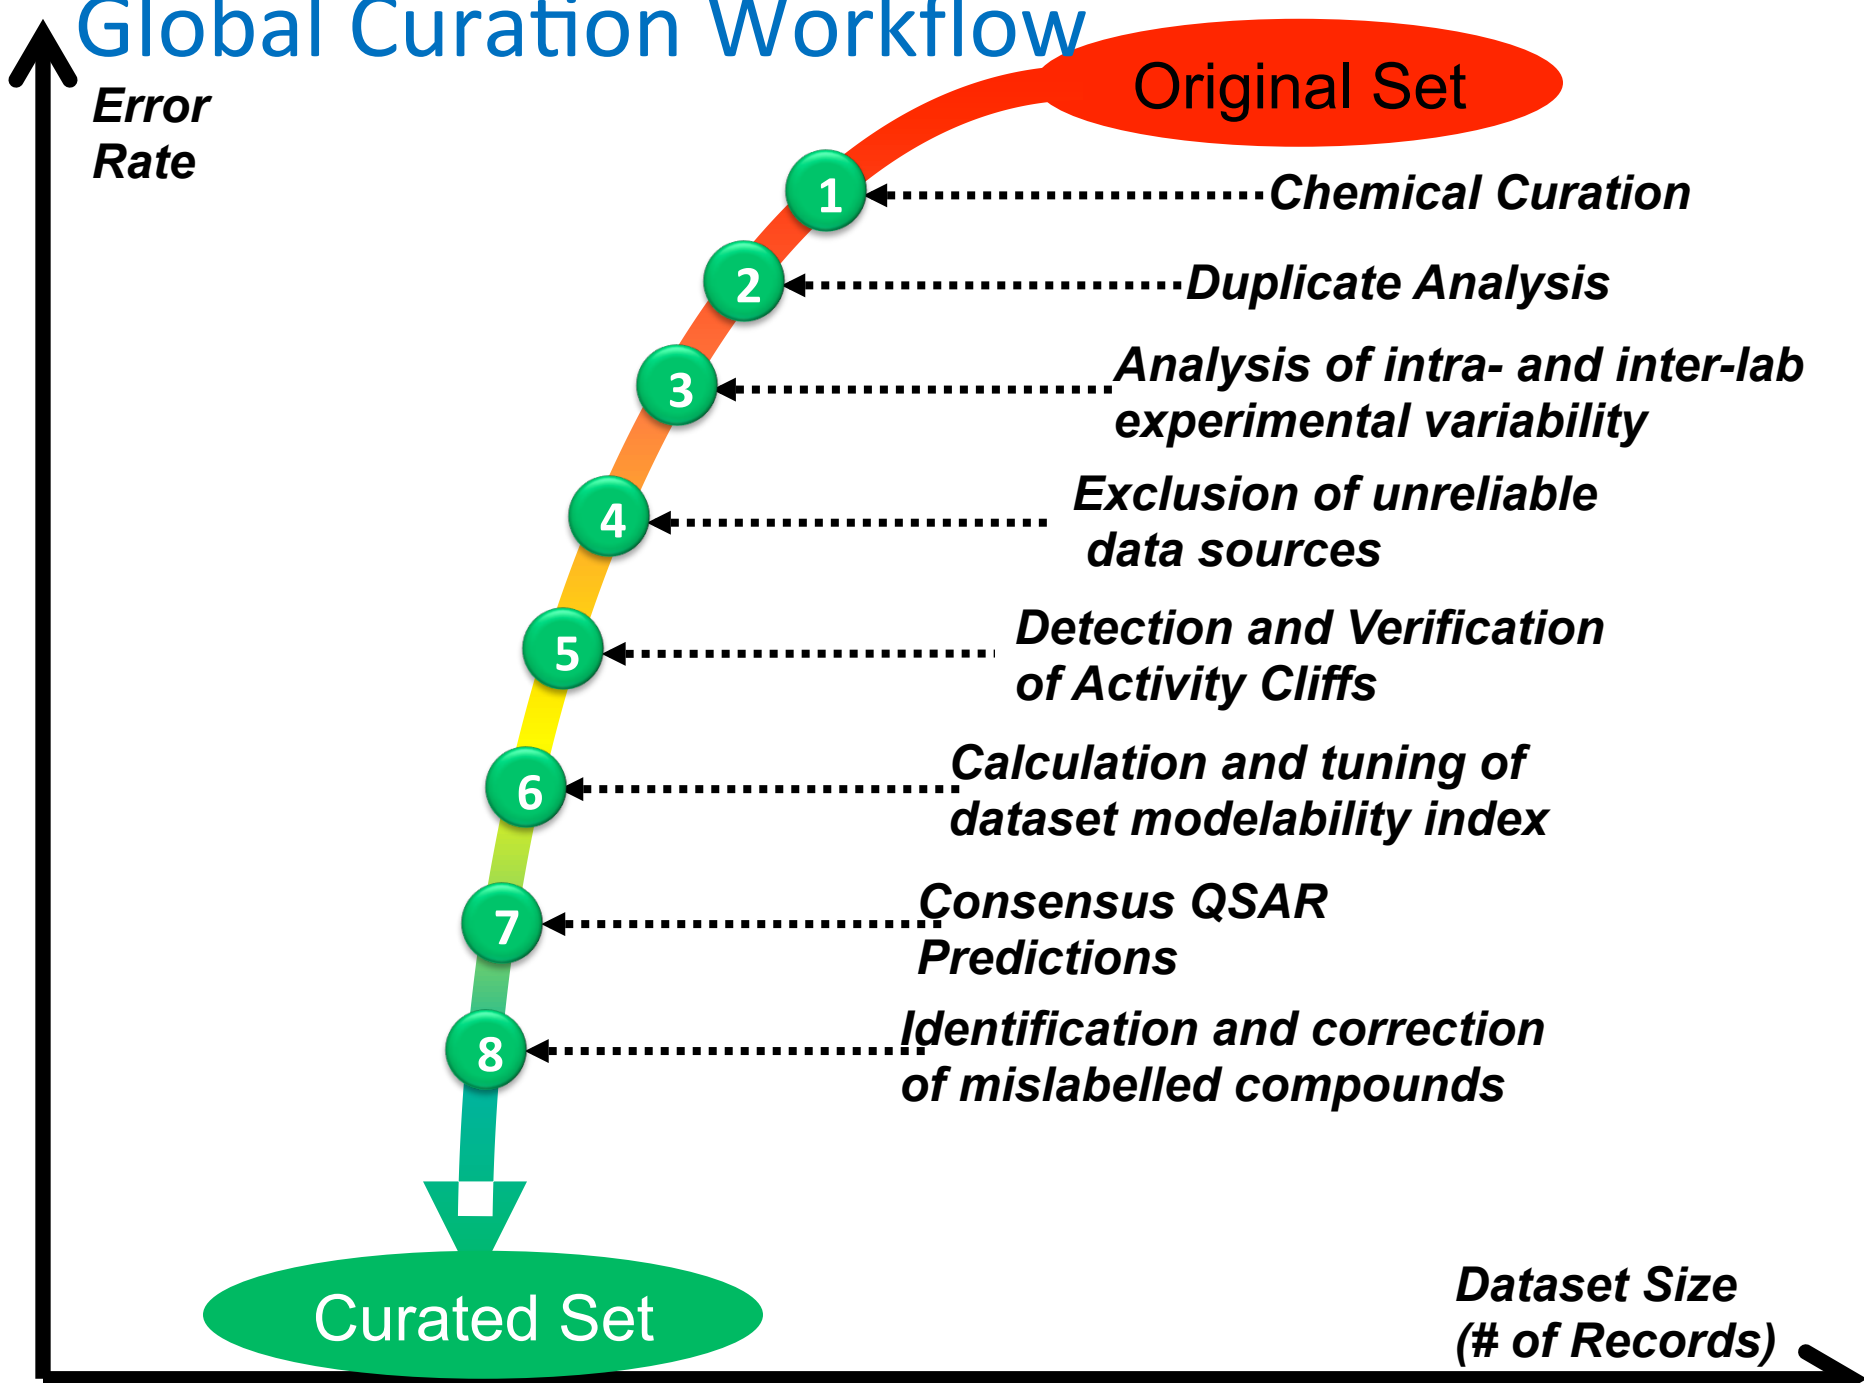 Global Curation Workflow
Original Set
Error
Rate
1
Chemical Curation
2
Duplicate Analysis
3
Analysis of intra- and inter-lab
experimental variability
4
Exclusion of unreliable
data sources
5
Detection and Verification
of Activity Cliffs
6
Calculation and tuning of
dataset modelability index
7
Consensus QSAR
Predictions
8
Identification and correction
of mislabelled compounds
Curated Set
Dataset Size
(# of Records)